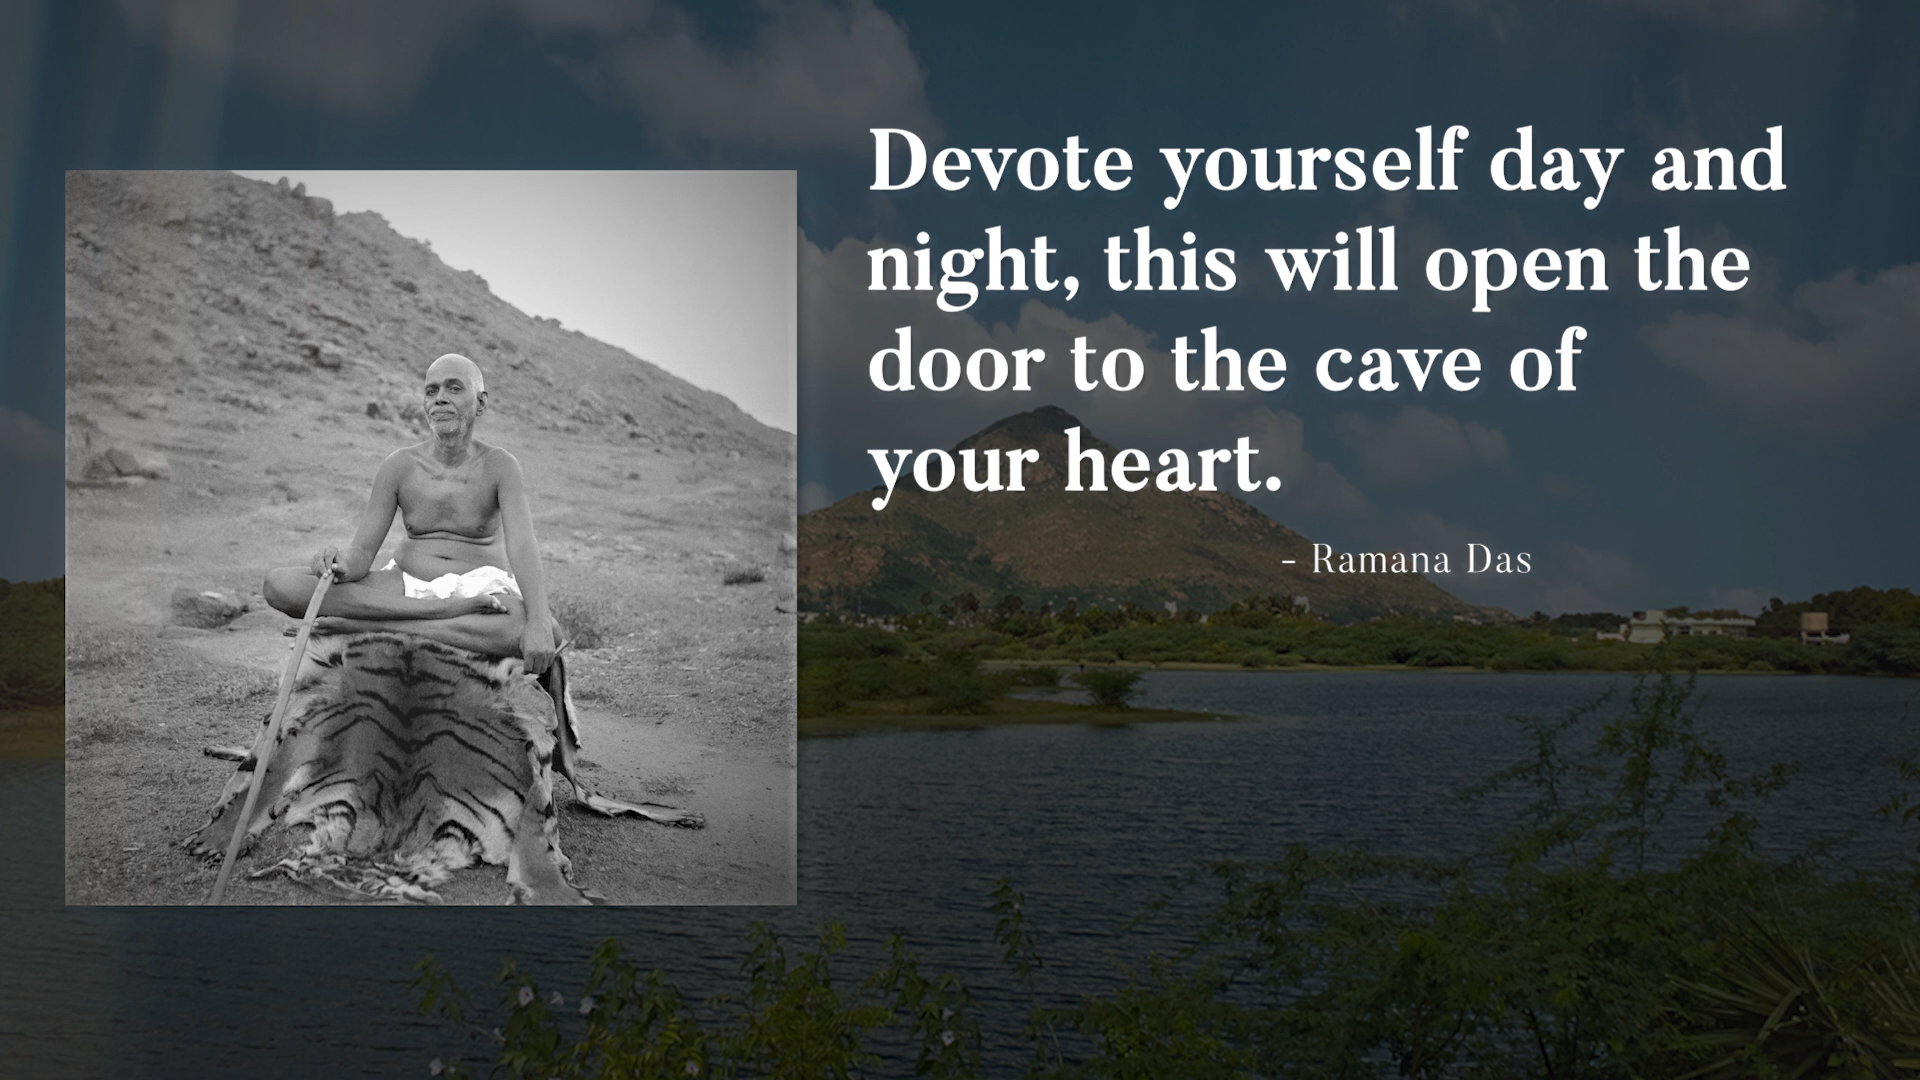 Devote yourself day and
night, this will open the
door to the cave of
your heart.
- Ramana Das